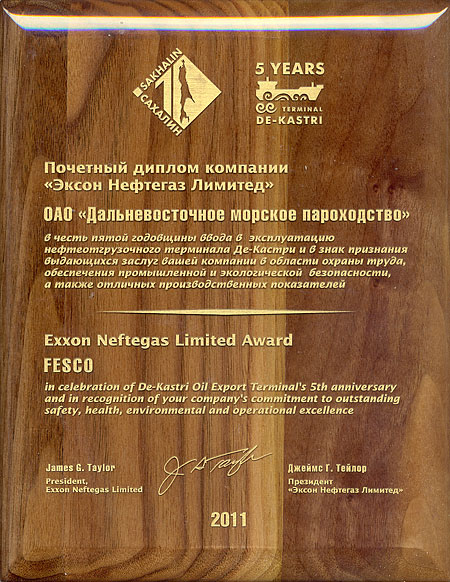 SAKHALIN
1
САХАЛИН
5 YEARS
TERMINAL
DE-KASTRI
Почетный диплом компании
«Эксон Нефтегаз Лимитед»
ОАО «Дальневосточное морское пароходство»
в честь пятой годовщины ввода в эксплуатацию
нефтеотгрузочного терминала Де-Кастри и в знак признания
выдающихся заслуг вашей компании в области охраны труда,
обеспечения промышленной и экологической безопасности,
а также отличных производственных показателей
Exxon Neftegas Limited Award
FESCO
in celebration of De-Kastri Oil Export Terminal's 5th anniversary
and in recognition of your company's commitment to outstanding
safety, health, environmental and operational excellence
James G. Taylor
President,
Exxon Neftegas Limited
Джеймс Г. Тейлор
Президент
«Эксон Нефтегаз Лимитед»
2011